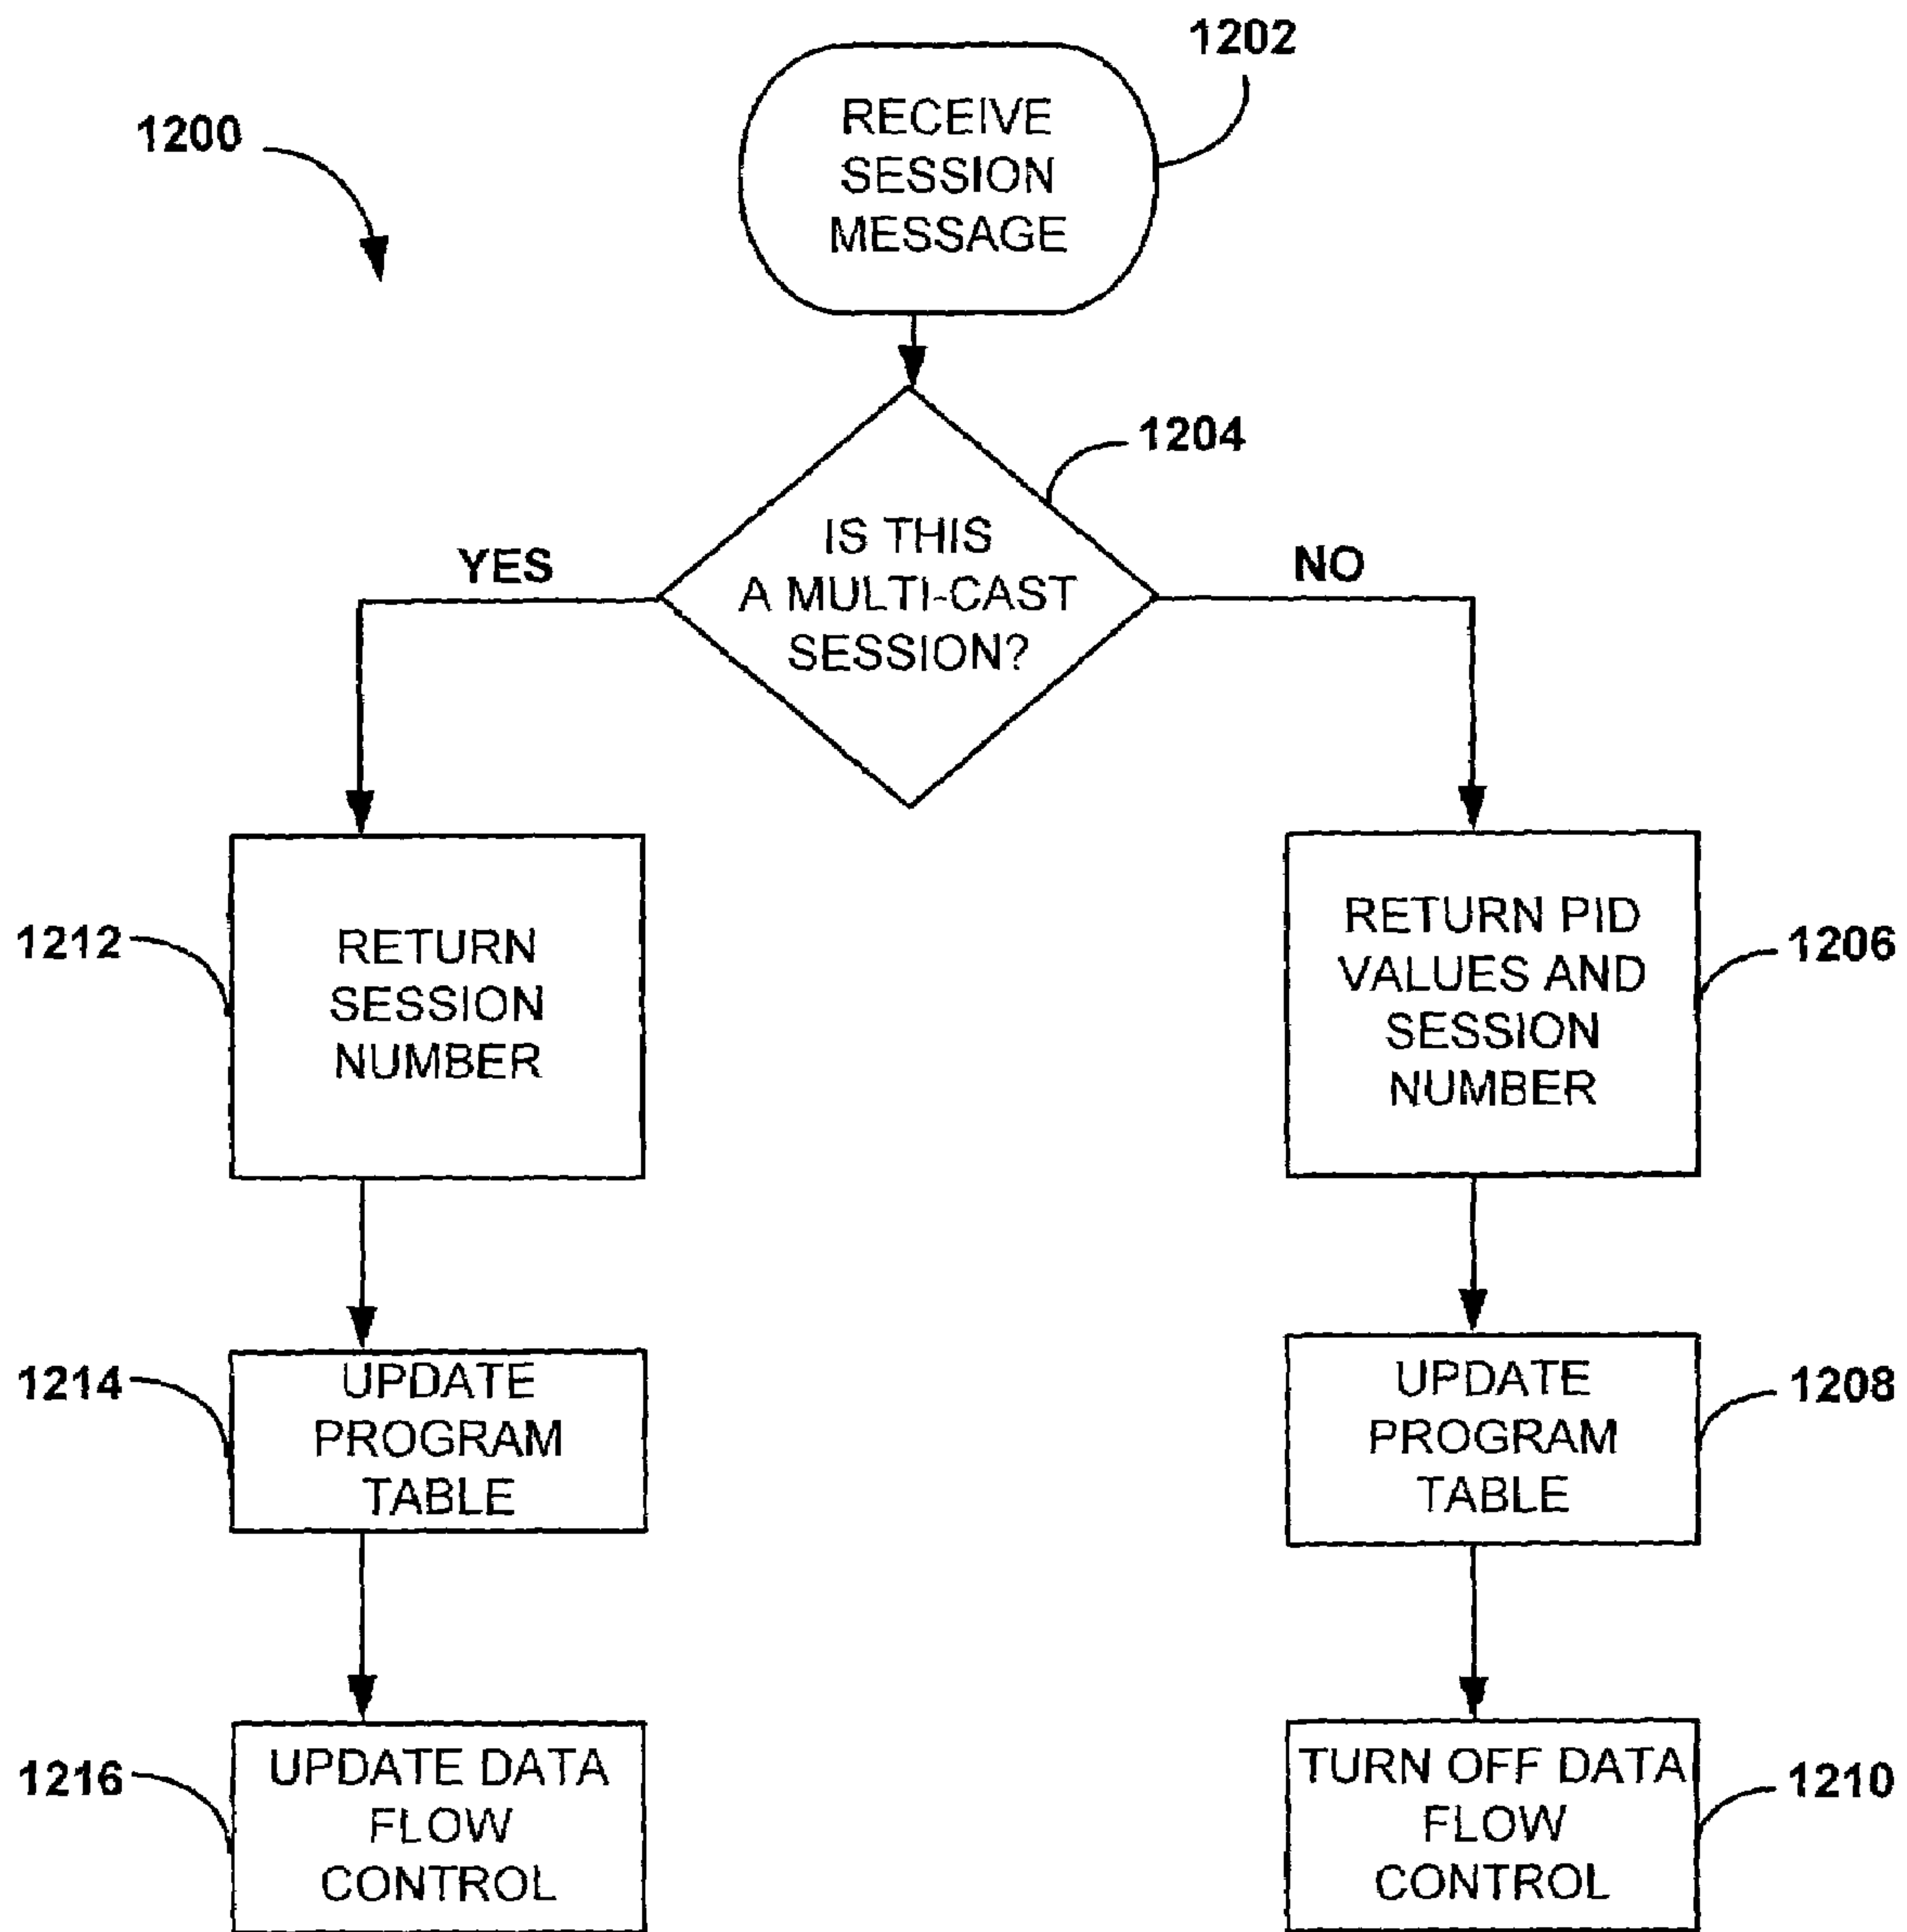 1202
1200
RECEIVE
SESSION
MESSAGE
1204
IS THIS
A MULTI-CAST
SESSION?
YES
NO
1212
RETURN
SESSION
NUMBER
RETURN PID
VALUES AND
SESSION
NUMBER
1206
1214
UPDATE
PROGRAM
TABLE
UPDATE
PROGRAM
TABLE
1208
1216
UPDATE DATA
FLOW
CONTROL
TURN OFF DATA
FLOW
CONTROL
1210